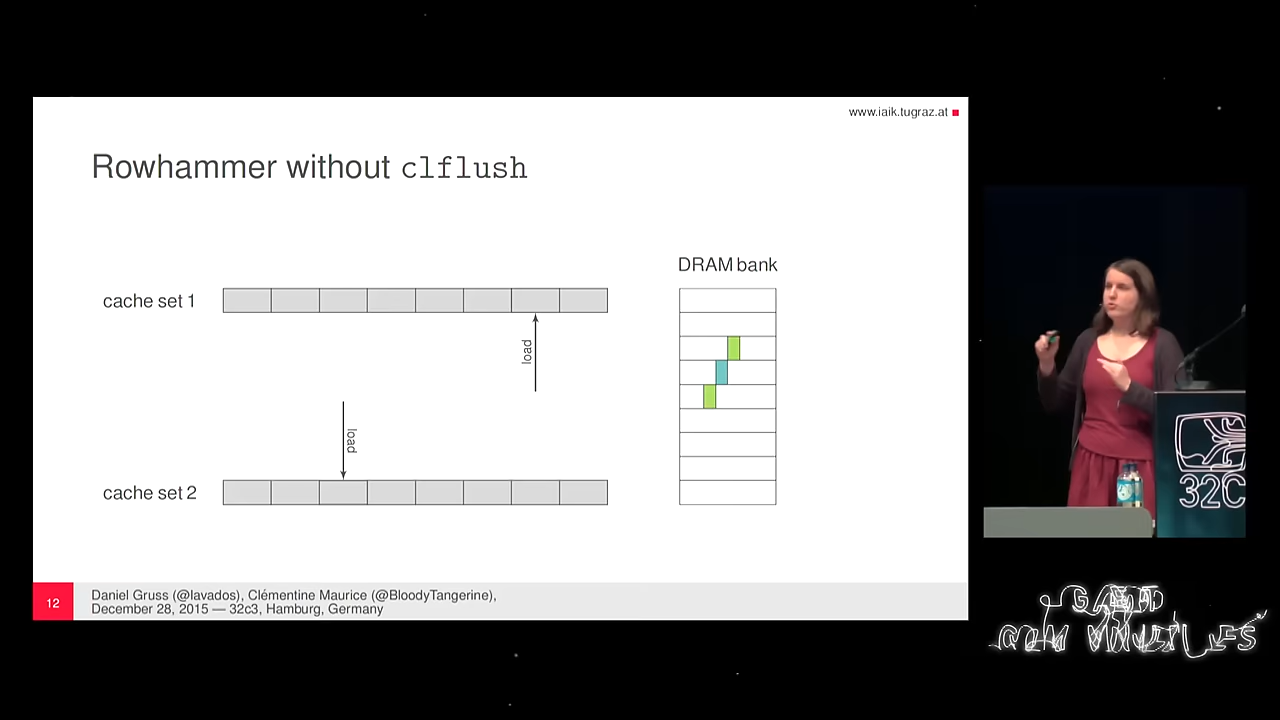 www.iaik.tugraz.at
Rowhammer without clflush
DRAM bank
cache set 1
load
load
cache set 2
12
Daniel Gruss (@lavados), Clémentine Maurice (@BloodyTangerine),
December 28, 2015 — 32c3, Hamburg, Germany
32C